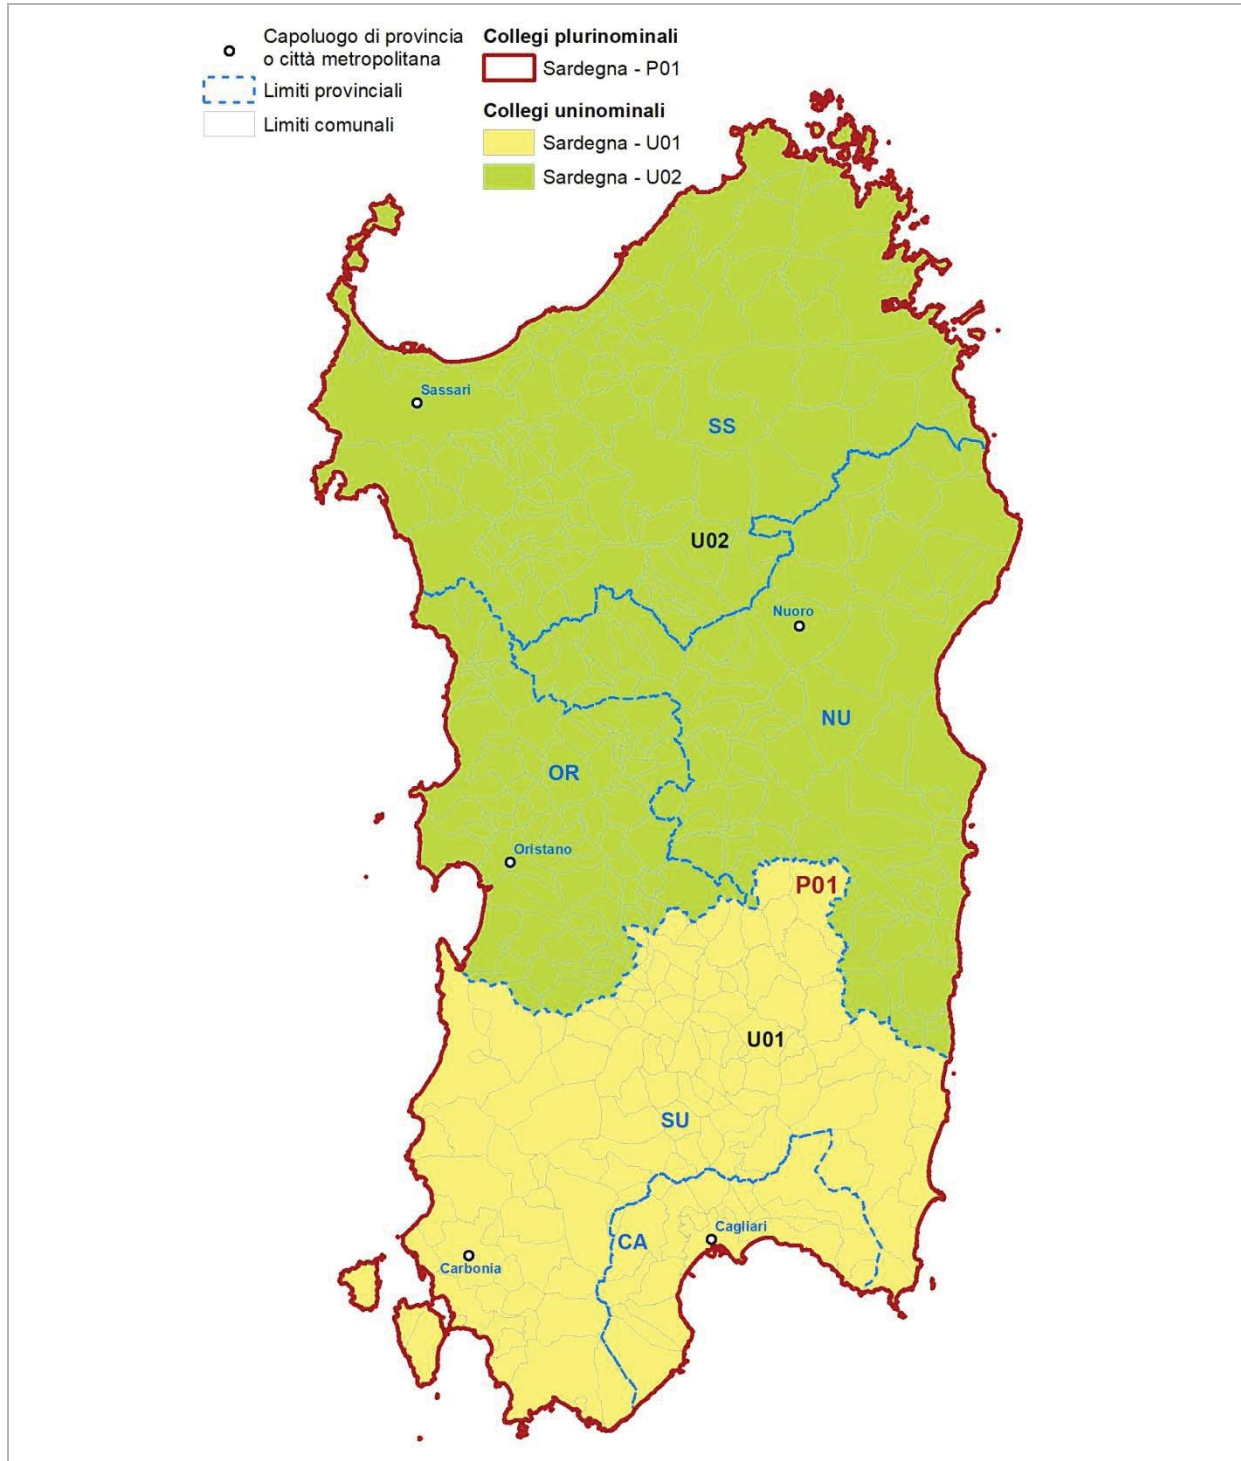 Capoluogo di provincia
o città metropolitana
Limiti provinciali
Limiti comunali
Collegi plurinominali
Sardegna - P01
Collegi uninominali
Sardegna - U01
Sardegna - U02
Sassari
SS
U02
Nuoro
NU
OR
Oristano
P01
U01
SU
CA
Cagliari
Carbonia